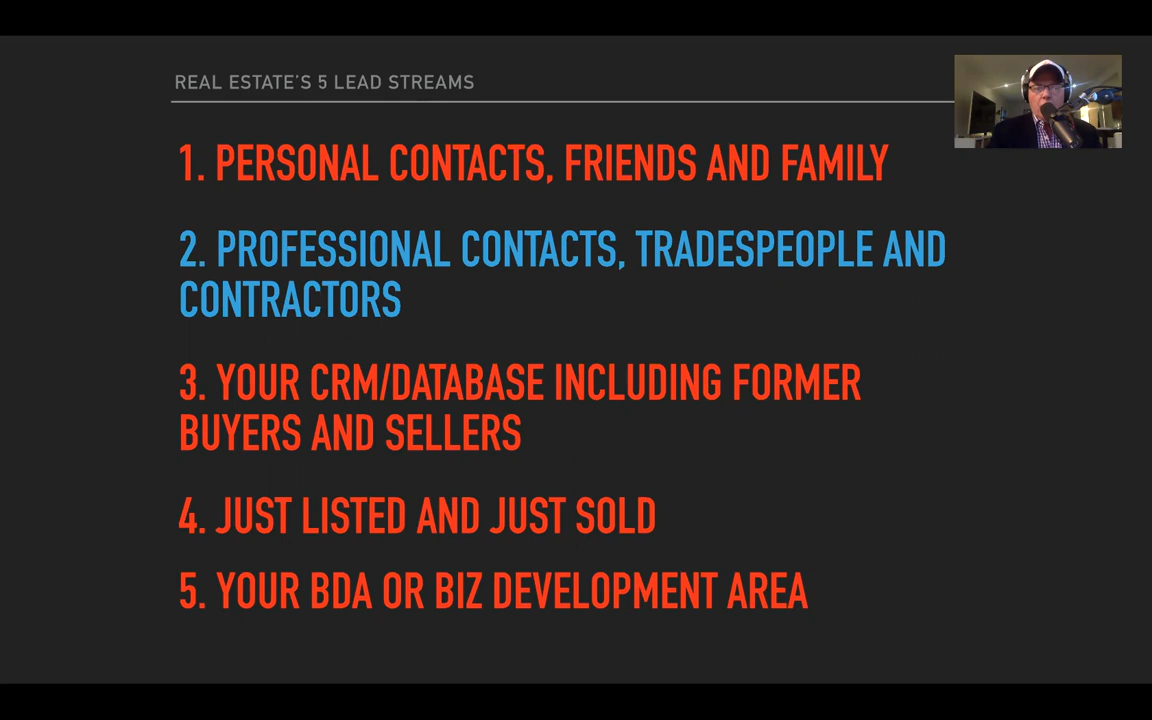 REAL ESTATE'S 5 LEAD STREAMS
1. PERSONAL CONTACTS, FRIENDS AND FAMILY
2. PROFESSIONAL CONTACTS, TRADESPEOPLE AND
CONTRACTORS
3. YOUR CRM/DATABASE INCLUDING FORMER
BUYERS AND SELLERS
4. JUST LISTED AND JUST SOLD
5. YOUR BDA OR BIZ DEVELOPMENT AREA